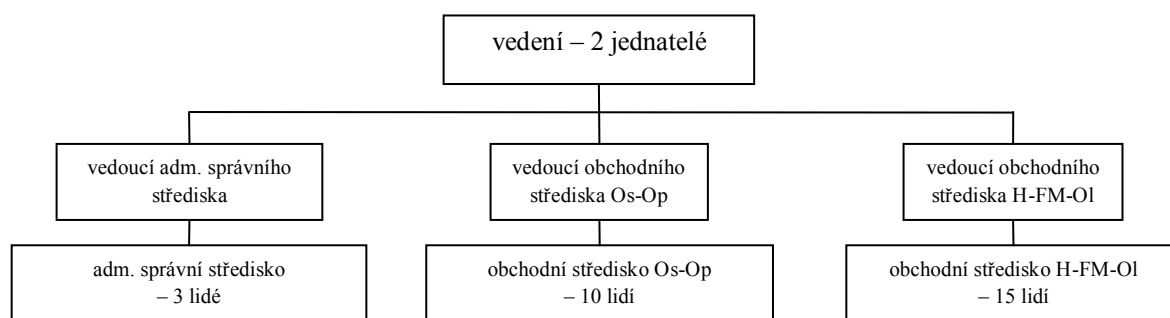 vedení – 2 jednatelé
vedoucí adm. správního
střediska
vedoucí obchodního
střediska Os-Op
vedoucí obchodního
střediska H-FM-Ol
adm. správní středisko
– 3 lidé
obchodní středisko Os-Op
– 10 lidí
obchodní středisko H-FM-Ol
– 15 lidí